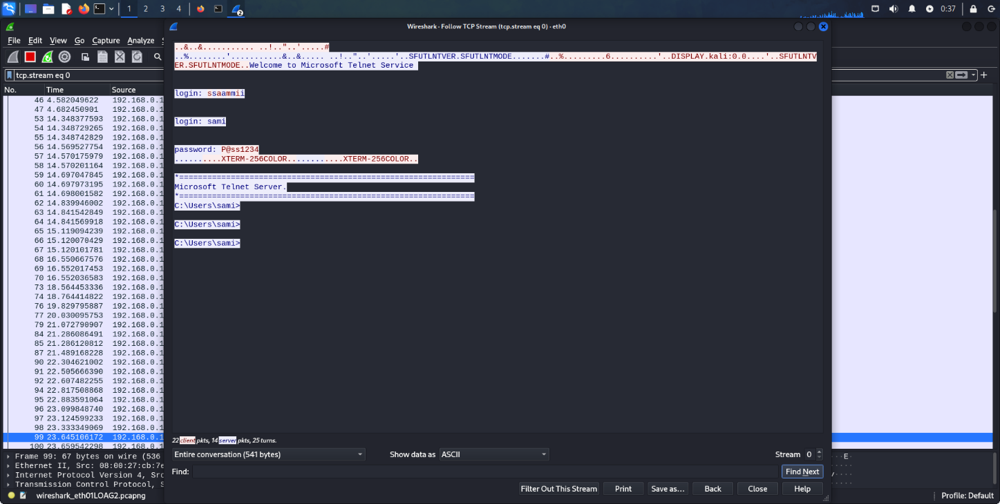 1 2 3 4 2 0:37
Wireshark · Follow TCP Stream (tcp.stream eq 0) · eth0
File Edit View Go Capture Analyze
tcp.stream eq 0
No. Time Source
46 4.582049622 192.168.0.1
47 4.682450901 192.168.0.1
53 14.348377593 192.168.0.1
54 14.348729265 192.168.0.1
55 14.348742829 192.168.0.1
56 14.569527754 192.168.0.1
57 14.570175979 192.168.0.1
58 14.570201164 192.168.0.1
59 14.697047845 192.168.0.1
60 14.697973195 192.168.0.1
61 14.698001582 192.168.0.1
62 14.839946002 192.168.0.1
63 14.841542849 192.168.0.1
64 14.841569918 192.168.0.1
65 15.119094239 192.168.0.1
66 15.120070429 192.168.0.1
67 15.120101781 192.168.0.1
68 16.550667576 192.168.0.1
69 16.552017453 192.168.0.1
70 16.552036583 192.168.0.1
73 18.564453336 192.168.0.1
74 18.764414822 192.168.0.1
76 19.829795887 192.168.0.1
77 20.030095753 192.168.0.1
79 21.072790907 192.168.0.1
84 21.286086491 192.168.0.1
85 21.286120812 192.168.0.1
87 21.489168228 192.168.0.1
90 22.304621002 192.168.0.1
91 22.505666390 192.168.0.1
92 22.607482255 192.168.0.1
94 22.817508868 192.168.0.1
95 22.883591064 192.168.0.1
96 23.099848740 192.168.0.1
97 23.124599233 192.168.0.1
98 23.333349069 192.168.0.1
99 23.645106172 192.168.0.1
100 23.659542298 192.168.0.1
Frame 99: 67 bytes on wire (536
Ethernet II, Src: 08:00:27:cb:7e
Internet Protocol Version 4, Src
Transmission Control Protocol, S
wireshark_eth01LOAG2.pcapng
..&..&........... ..!.."..'.....#
..%........'...........&..&..... ..!.."..'.....'..SFUTLNTVER.SFUTLNTMODE.......#..%.........6..........'..DISPLAY.kali:0.0....'..SFUTLNTV
ER.SFUTLNTMODE..Welcome to Microsoft Telnet Service
login: ssaammii
login: sami
password: P@ss1234
..........XTERM-256COLOR............XTERM-256COLOR..
*===============================================================
Microsoft Telnet Server.
*===============================================================
C:\Users\sami>
C:\Users\sami>
C:\Users\sami>
22 client pkts, 14 server pkts, 25 turns.
Entire conversation (541 bytes) Show data as ASCII Stream 0
Find: Find Next
Filter Out This Stream Print Save as... Back Close Help
Profile: Default